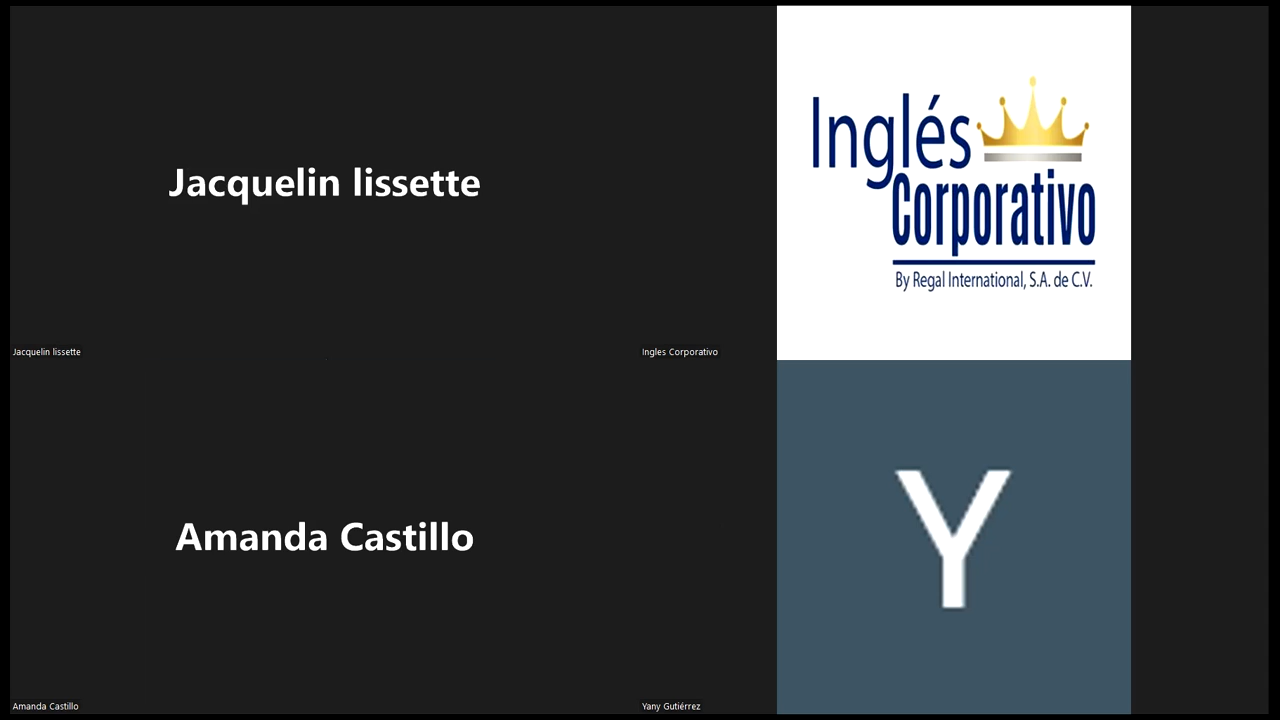 Jacquelin lissette
Jacquelin lissette
Inglés
Corporativo
By Regal International, S.A. de C.V.
Ingles Corporativo
Amanda Castillo
Amanda Castillo
Y
Yany Gutiérrez